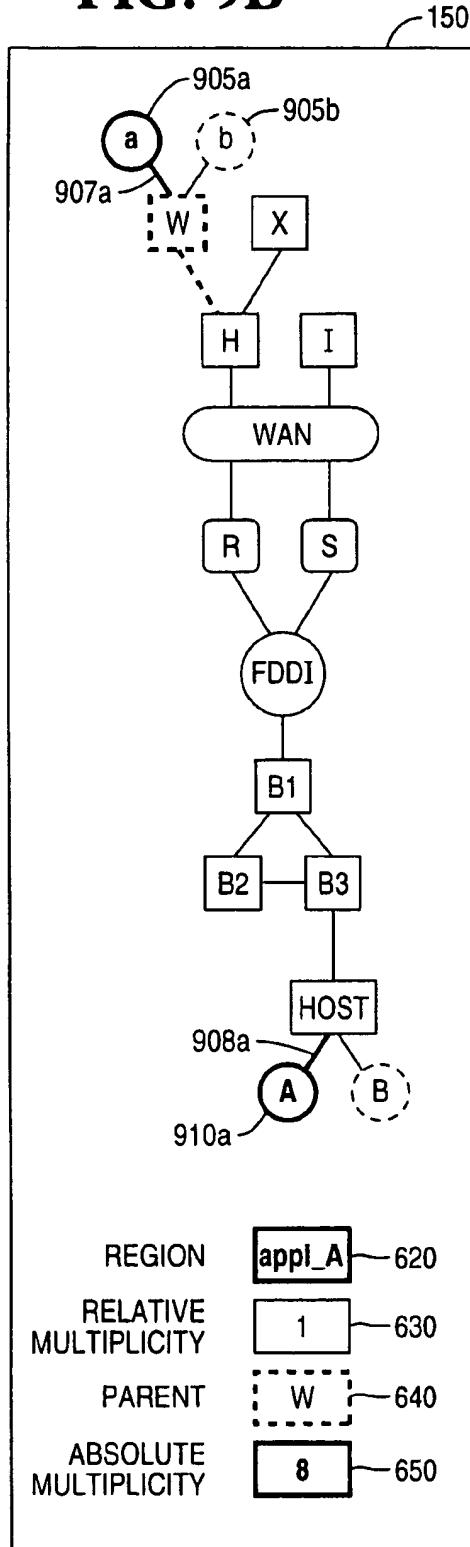 FIG. 9B
150
905a
a
b
905b
907a
W
X
H
I
WAN
R
S
FDDI
B1
B2
B3
HOST
908a
A
B
910a
REGION
appl_A
620
RELATIVE
MULTIPLICITY
1
630
PARENT
W
640
ABSOLUTE
MULTIPLICITY
8
650